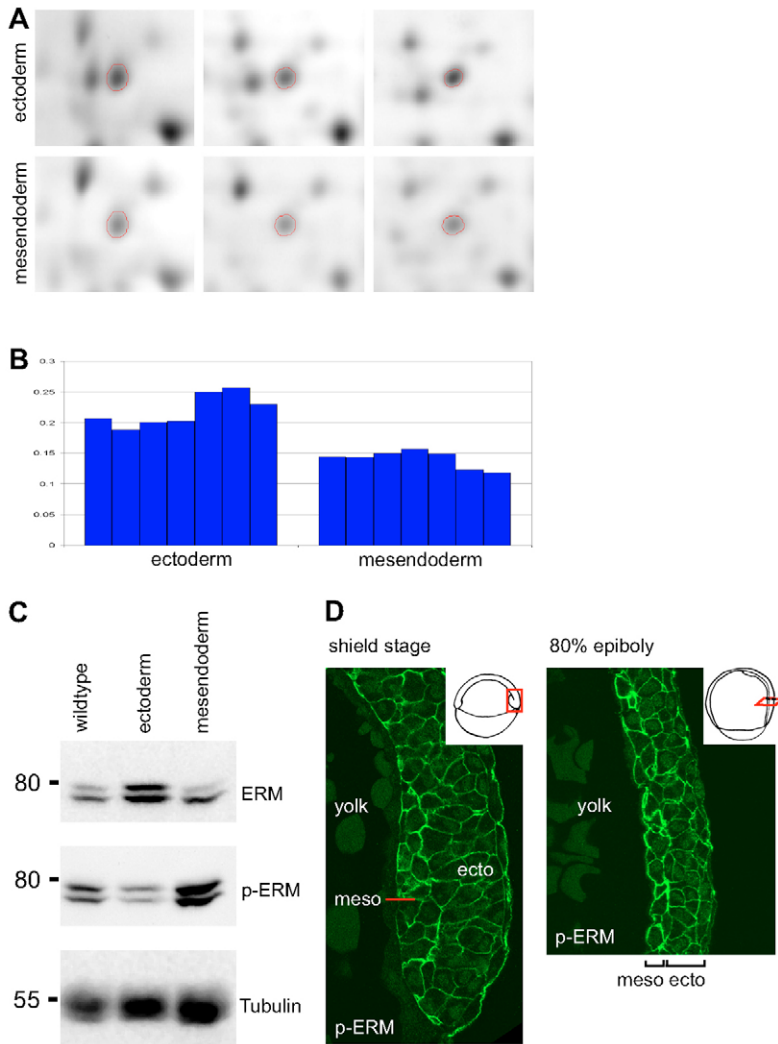 A
ectoderm
mesendoderm
B
0.3
0.25
0.2
0.15
0.1
0.05
0
ectoderm
mesendoderm
C
wildtype
ectoderm
mesendoderm
80
ERM
80
p-ERM
55
Tubulin
D
shield stage
80% epiboly
yolk
ecto
meso
p-ERM
yolk
p-ERM
meso ecto